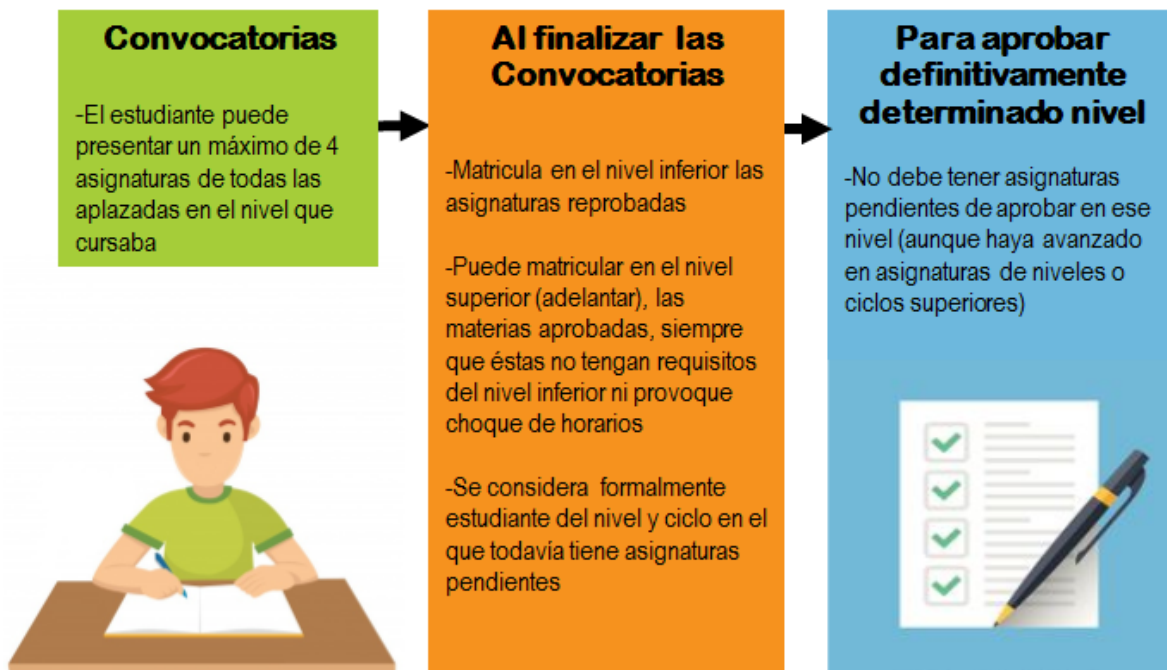 Convocatorias
-El estudiante puede
presentar un máximo de 4
asignaturas de todas las
aplazadas en el nivel que
cursaba
Al finalizar las
Convocatorias
-Matricula en el nivel inferior las
asignaturas reprobadas
-Puede matricular en el nivel
superior (adelantar), las
materias aprobadas, siempre
que éstas no tengan requisitos
del nivel inferior ni provoque
choque de horarios
-Se considera formalmente
estudiante del nivel y ciclo en el
que todavía tiene asignaturas
pendientes
Para aprobar
definitivamente
determinado nivel
-No debe tener asignaturas
pendientes de aprobar en ese
nivel (aunque haya avanzado
en asignaturas de niveles o
ciclos superiores)